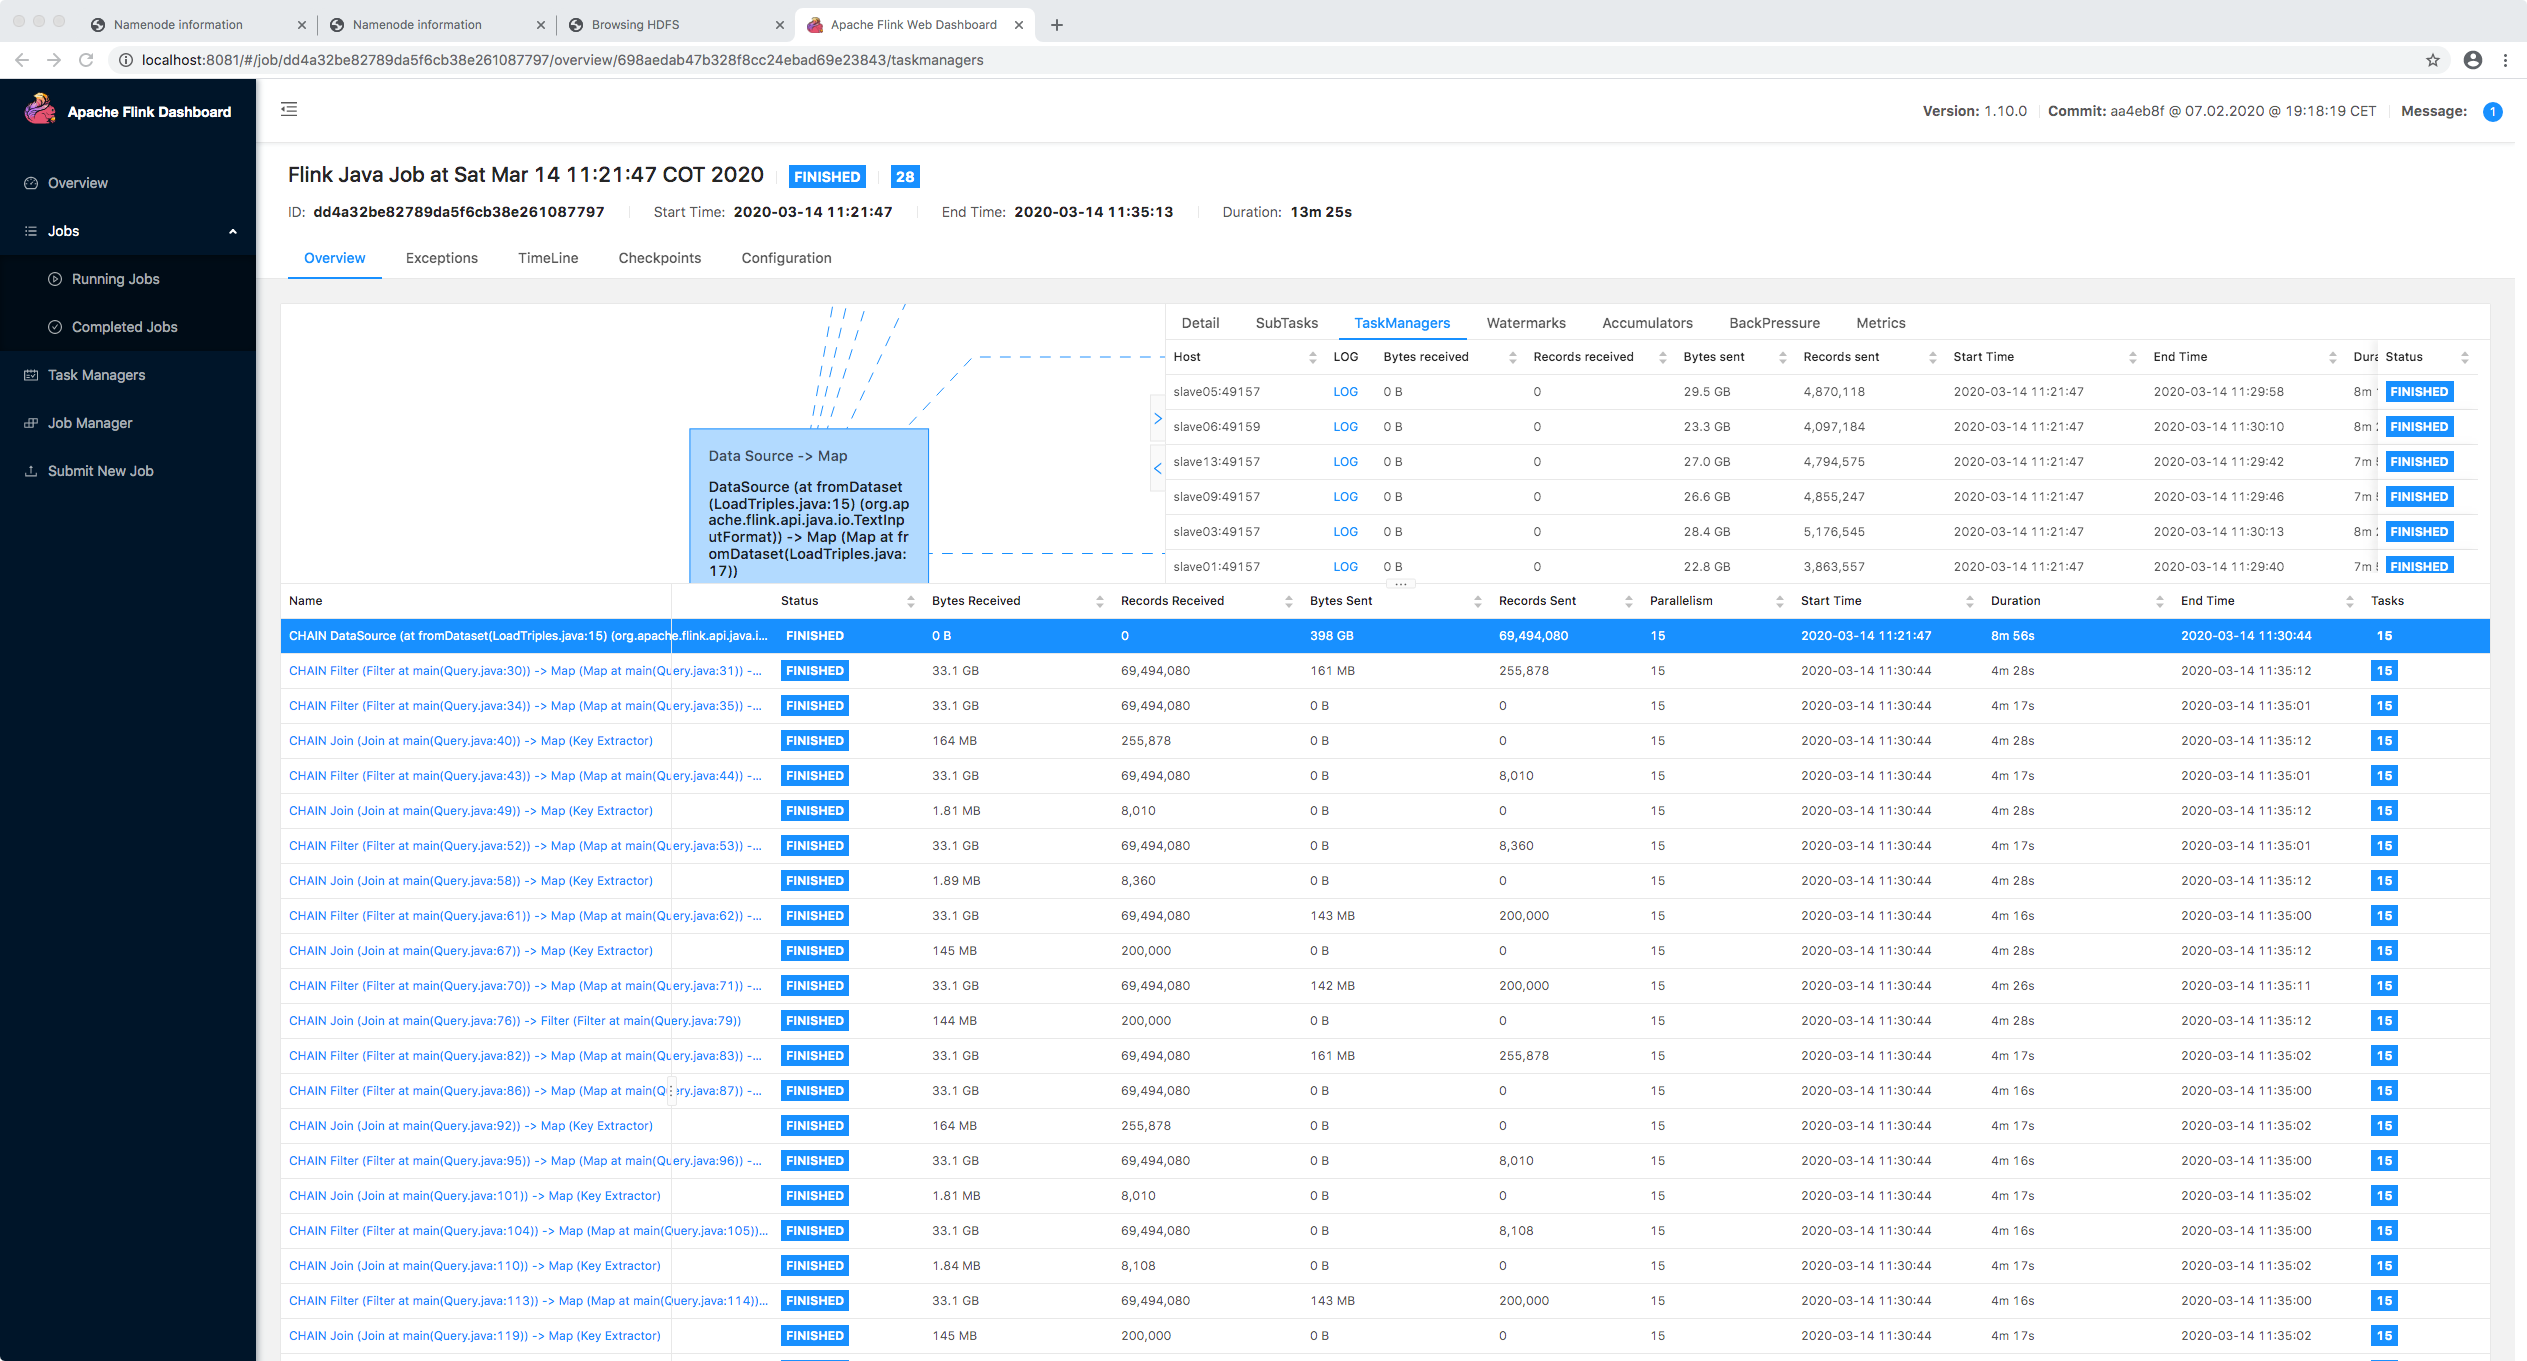 Namenode information
Namenode information
Browsing HDFS
Apache Flink Web Dashboard
localhost:8081/#/job/dd4a32be82789da5f6cb38e261087797/overview/698aedab47b328f8cc24ebad69e23843/taskmanagers
Apache Flink Dashboard
Version: 1.10.0 Commit: aa4eb8f @ 07.02.2020 @ 19:18:19 CET Message: 1
Overview
Jobs
Running Jobs
Completed Jobs
Task Managers
Job Manager
Submit New Job
Flink Java Job at Sat Mar 14 11:21:47 COT 2020 FINISHED 28
ID: dd4a32be82789da5f6cb38e261087797 Start Time: 2020-03-14 11:21:47 End Time: 2020-03-14 11:35:13 Duration: 13m 25s
Overview Exceptions TimeLine Checkpoints Configuration
Data Source -> Map
DataSource (at fromDataset
(LoadTriples.java:15) (org.ap
ache.flink.api.java.io.TextInp
utFormat)) -> Map (Map at fr
omDataset(LoadTriples.java:
17))
Detail SubTasks TaskManagers Watermarks Accumulators BackPressure Metrics
Host LOG Bytes received Records received Bytes sent Records sent Start Time End Time Dura Status
slave05:49157 LOG 0 B 0 29.5 GB 4,870,118 2020-03-14 11:21:47 2020-03-14 11:29:58 8m FINISHED
slave06:49159 LOG 0 B 0 23.3 GB 4,097,184 2020-03-14 11:21:47 2020-03-14 11:30:10 8m FINISHED
slave13:49157 LOG 0 B 0 27.0 GB 4,794,575 2020-03-14 11:21:47 2020-03-14 11:29:42 7m FINISHED
slave09:49157 LOG 0 B 0 26.6 GB 4,855,247 2020-03-14 11:21:47 2020-03-14 11:29:46 7m FINISHED
slave03:49157 LOG 0 B 0 28.4 GB 5,176,545 2020-03-14 11:21:47 2020-03-14 11:30:13 8m FINISHED
slave01:49157 LOG 0 B 0 22.8 GB 3,863,557 2020-03-14 11:21:47 2020-03-14 11:29:40 7m FINISHED
Name Status Bytes Received Records Received Bytes Sent Records Sent Parallelism Start Time Duration End Time Tasks
CHAIN DataSource (at fromDataset(LoadTriples.java:15) (org.apache.flink.api.java.i... FINISHED 0 B 0 398 GB 69,494,080 15 2020-03-14 11:21:47 8m 56s 2020-03-14 11:30:44 15
CHAIN Filter (Filter at main(Query.java:30)) -> Map (Map at main(Query.java:31)) -... FINISHED 33.1 GB 69,494,080 161 MB 255,878 15 2020-03-14 11:30:44 4m 28s 2020-03-14 11:35:12 15
CHAIN Filter (Filter at main(Query.java:34)) -> Map (Map at main(Query.java:35)) -... FINISHED 33.1 GB 69,494,080 0 B 0 15 2020-03-14 11:30:44 4m 17s 2020-03-14 11:35:01 15
CHAIN Join (Join at main(Query.java:40)) -> Map (Key Extractor) FINISHED 164 MB 255,878 0 B 0 15 2020-03-14 11:30:44 4m 28s 2020-03-14 11:35:12 15
CHAIN Filter (Filter at main(Query.java:43)) -> Map (Map at main(Query.java:44)) -... FINISHED 33.1 GB 69,494,080 0 B 8,010 15 2020-03-14 11:30:44 4m 17s 2020-03-14 11:35:01 15
CHAIN Join (Join at main(Query.java:49)) -> Map (Key Extractor) FINISHED 1.81 MB 8,010 0 B 0 15 2020-03-14 11:30:44 4m 28s 2020-03-14 11:35:12 15
CHAIN Filter (Filter at main(Query.java:52)) -> Map (Map at main(Query.java:53)) -... FINISHED 33.1 GB 69,494,080 0 B 8,360 15 2020-03-14 11:30:44 4m 17s 2020-03-14 11:35:01 15
CHAIN Join (Join at main(Query.java:58)) -> Map (Key Extractor) FINISHED 1.89 MB 8,360 0 B 0 15 2020-03-14 11:30:44 4m 28s 2020-03-14 11:35:12 15
CHAIN Filter (Filter at main(Query.java:61)) -> Map (Map at main(Query.java:62)) -... FINISHED 33.1 GB 69,494,080 143 MB 200,000 15 2020-03-14 11:30:44 4m 16s 2020-03-14 11:35:00 15
CHAIN Join (Join at main(Query.java:67)) -> Map (Key Extractor) FINISHED 145 MB 200,000 0 B 0 15 2020-03-14 11:30:44 4m 28s 2020-03-14 11:35:12 15
CHAIN Filter (Filter at main(Query.java:70)) -> Map (Map at main(Query.java:71)) -... FINISHED 33.1 GB 69,494,080 142 MB 200,000 15 2020-03-14 11:30:44 4m 26s 2020-03-14 11:35:11 15
CHAIN Join (Join at main(Query.java:76)) -> Filter (Filter at main(Query.java:79)) FINISHED 144 MB 200,000 0 B 0 15 2020-03-14 11:30:44 4m 28s 2020-03-14 11:35:12 15
CHAIN Filter (Filter at main(Query.java:82)) -> Map (Map at main(Query.java:83)) -... FINISHED 33.1 GB 69,494,080 161 MB 255,878 15 2020-03-14 11:30:44 4m 17s 2020-03-14 11:35:02 15
CHAIN Filter (Filter at main(Query.java:86)) -> Map (Map at main(Query.java:87)) -... FINISHED 33.1 GB 69,494,080 0 B 0 15 2020-03-14 11:30:44 4m 16s 2020-03-14 11:35:00 15
CHAIN Join (Join at main(Query.java:92)) -> Map (Key Extractor) FINISHED 164 MB 255,878 0 B 0 15 2020-03-14 11:30:44 4m 17s 2020-03-14 11:35:02 15
CHAIN Filter (Filter at main(Query.java:95)) -> Map (Map at main(Query.java:96)) -... FINISHED 33.1 GB 69,494,080 0 B 8,010 15 2020-03-14 11:30:44 4m 16s 2020-03-14 11:35:00 15
CHAIN Join (Join at main(Query.java:101)) -> Map (Key Extractor) FINISHED 1.81 MB 8,010 0 B 0 15 2020-03-14 11:30:44 4m 17s 2020-03-14 11:35:02 15
CHAIN Filter (Filter at main(Query.java:104)) -> Map (Map at main(Query.java:105))... FINISHED 33.1 GB 69,494,080 0 B 8,108 15 2020-03-14 11:30:44 4m 16s 2020-03-14 11:35:00 15
CHAIN Join (Join at main(Query.java:110)) -> Map (Key Extractor) FINISHED 1.84 MB 8,108 0 B 0 15 2020-03-14 11:30:44 4m 17s 2020-03-14 11:35:02 15
CHAIN Filter (Filter at main(Query.java:113)) -> Map (Map at main(Query.java:114))... FINISHED 33.1 GB 69,494,080 143 MB 200,000 15 2020-03-14 11:30:44 4m 16s 2020-03-14 11:35:00 15
CHAIN Join (Join at main(Query.java:119)) -> Map (Key Extractor) FINISHED 145 MB 200,000 0 B 0 15 2020-03-14 11:30:44 4m 17s 2020-03-14 11:35:02 15